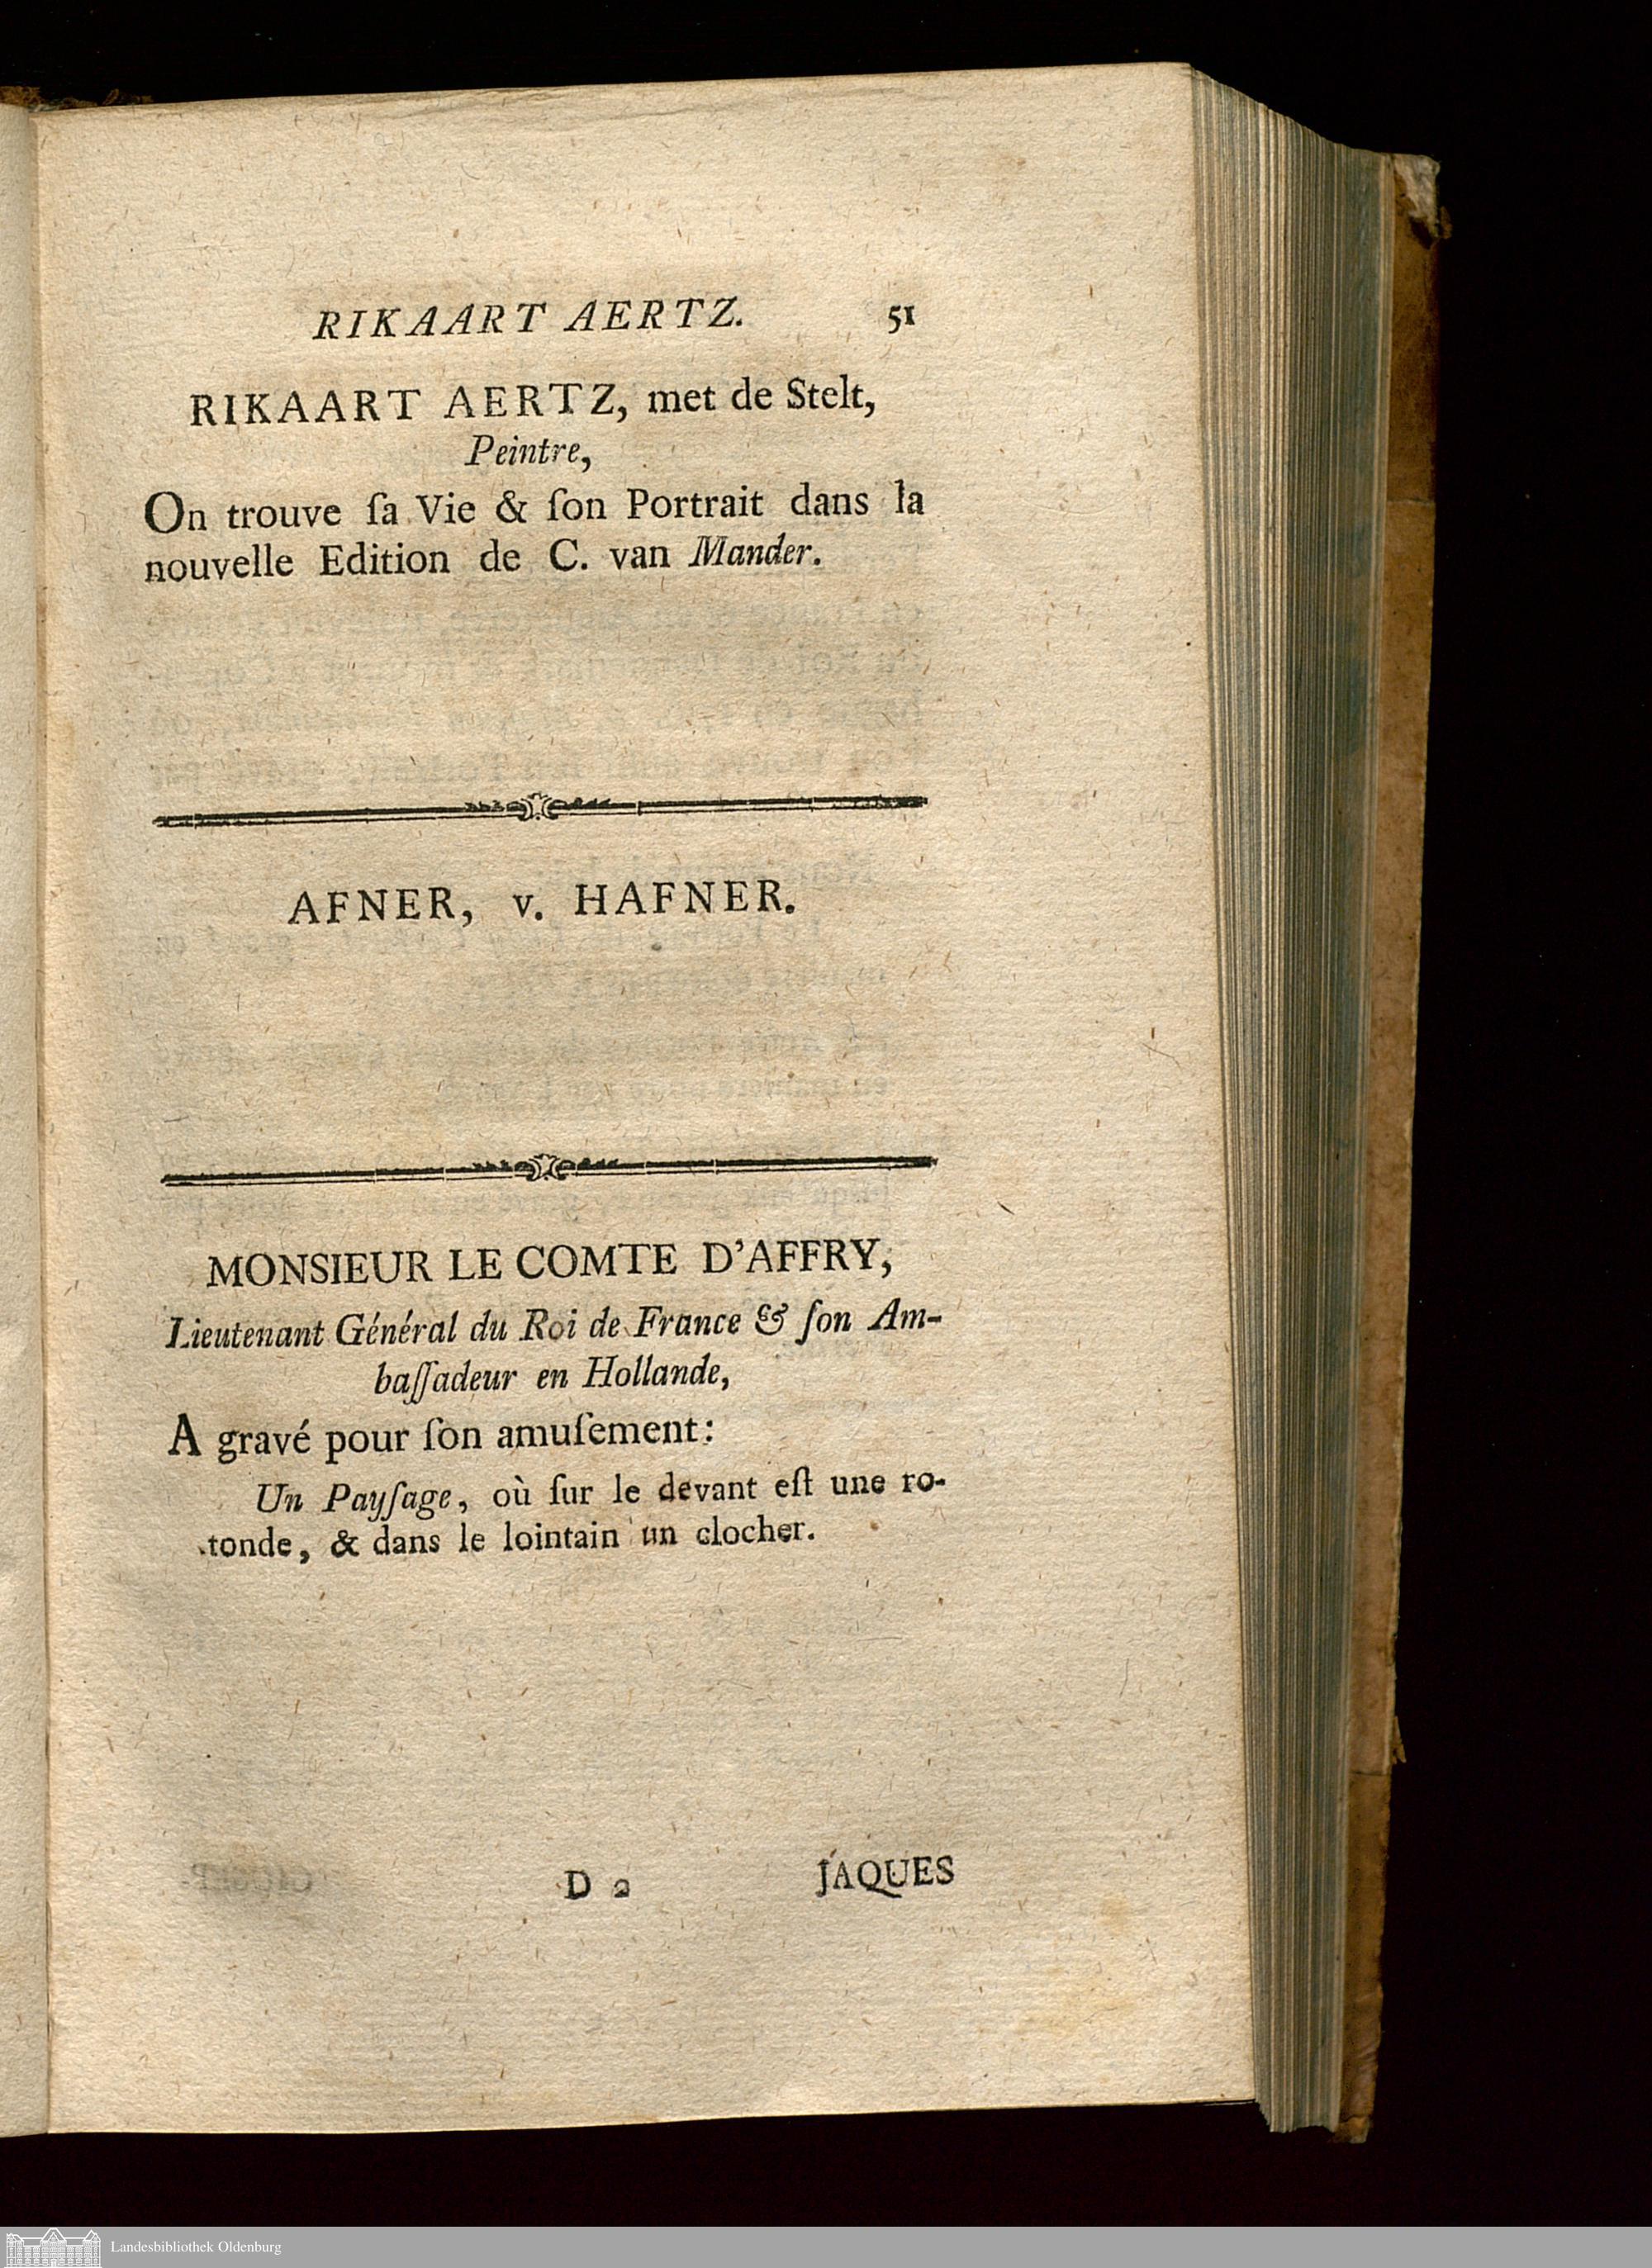 RIKAART AERTZ. 51
RIKAART AERTZ, met de Stelt,
Peintre,
On trouve ſa Vie & ſon Portrait dans la
nouvelle Edition de C. van Mander.
AFNER, v. HAFNER.
MONSIEUR LE COMTE D'AFFRY,
Lieutenant Général du Roi de France & ſon Am-
baſſadeur en Hollande,
A gravé pour ſon amuſement:
Un Payſage, où ſur le devant eſt une ro-
tonde, & dans le lointain un clocher.
D 2 JAQUES
Landesbibliothek Oldenburg